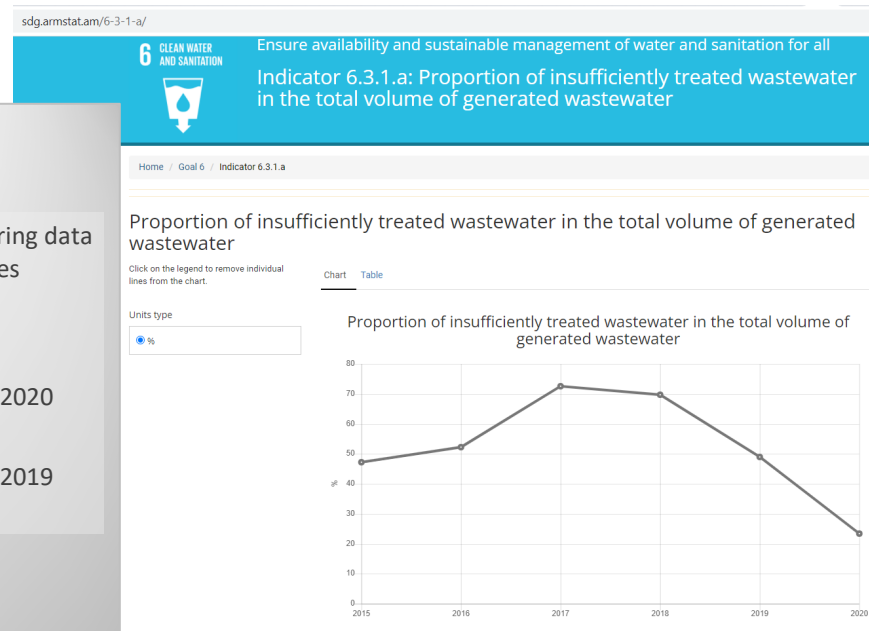 sdg.armstat.am/6-3-1-a/
6 CLEAN WATER
AND SANITATION
Ensure availability and sustainable management of water and sanitation for all
Indicator 6.3.1.a: Proportion of insufficiently treated wastewater
in the total volume of generated wastewater
Home / Goal 6 / Indicator 6.3.1.a
ring data
es
2020
2019
Proportion of insufficiently treated wastewater in the total volume of generated
wastewater
Click on the legend to remove individual
lines from the chart.
Units type
%
Chart Table
Proportion of insufficiently treated wastewater in the total volume of
generated wastewater
80
70
60
50
40
30
20
10
0
%
2015 2016 2017 2018 2019 2020